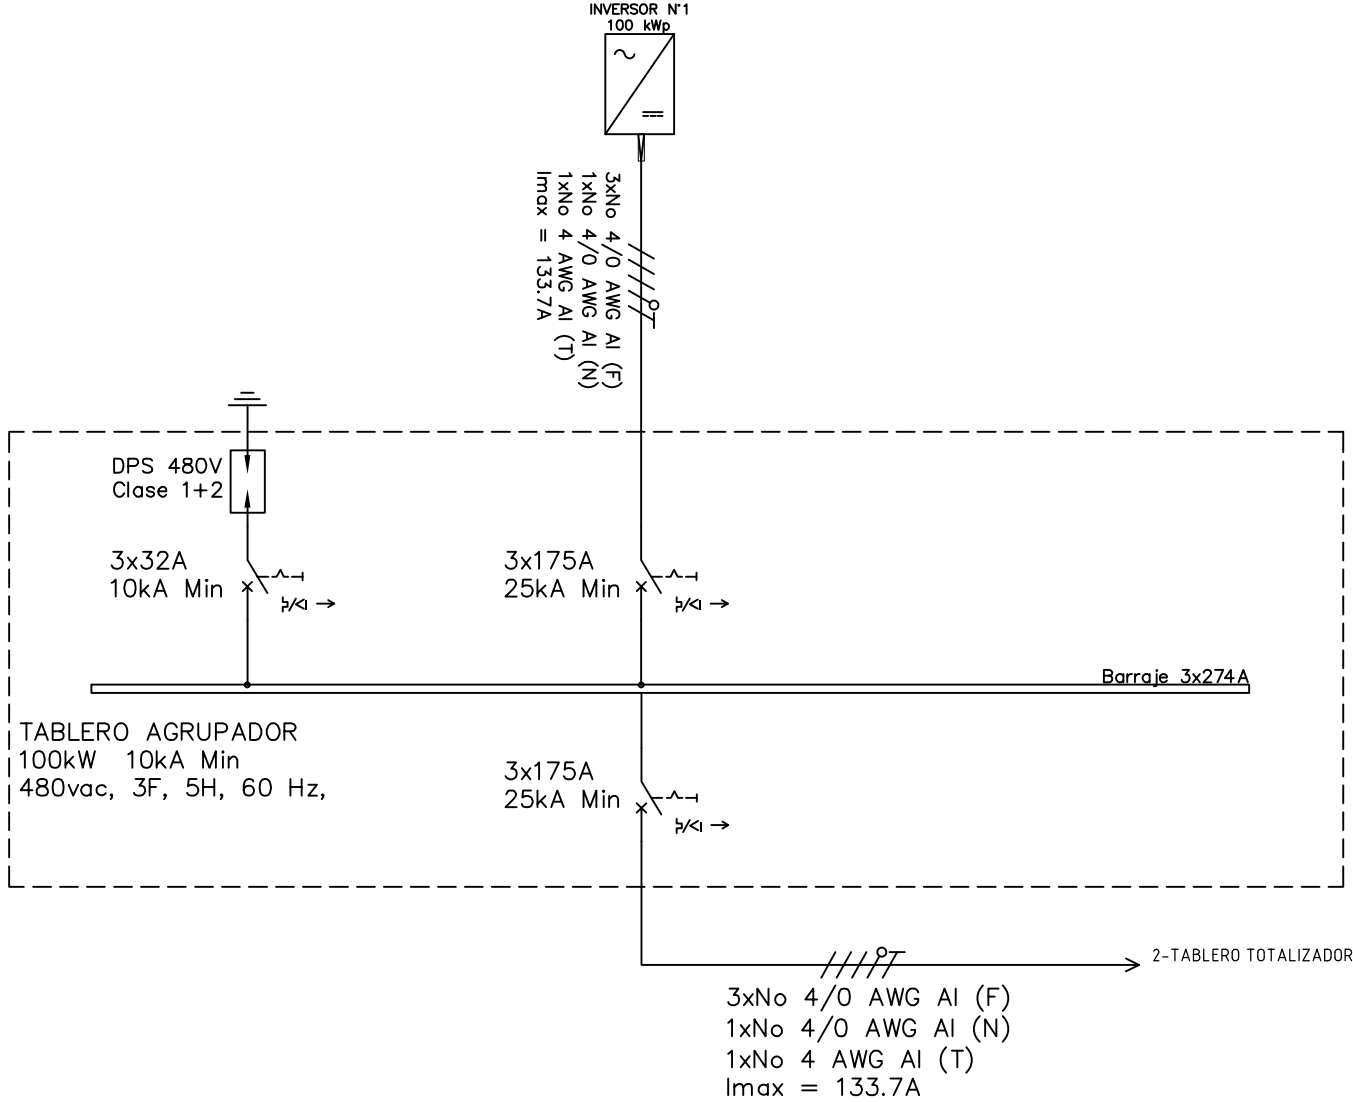 INVERSOR N°1
100 kWp
3xNo 4/0 AWG Al (F)
1xNo 4/0 AWG Al (N)
1xNo 4 AWG Al (T)
Imax = 133.7A
DPS 480V
Clase 1+2
3x32A
10kA Min
3x175A
25kA Min
Barraje 3x274A
TABLERO AGRUPADOR
100kW 10kA Min
480vac, 3F, 5H, 60 Hz,
3x175A
25kA Min
2-TABLERO TOTALIZADOR
3xNo 4/0 AWG Al (F)
1xNo 4/0 AWG Al (N)
1xNo 4 AWG Al (T)
Imax = 133.7A